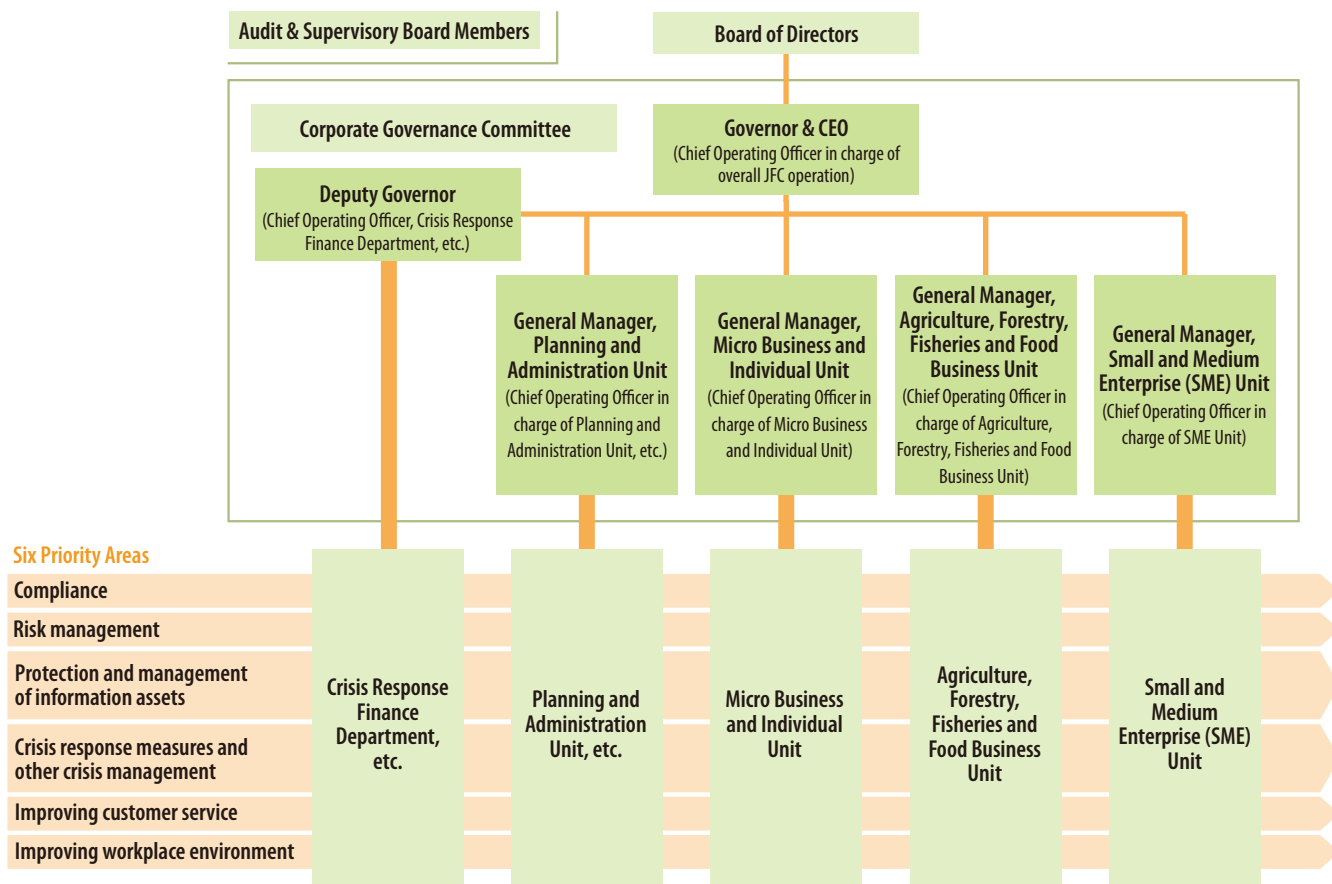 Audit & Supervisory Board Members
Board of Directors
Corporate Governance Committee
Governor & CEO
(Chief Operating Officer in charge of
overall JFC operation)
Deputy Governor
(Chief Operating Officer, Crisis Response
Finance Department, etc.)
General Manager,
Planning and
Administration Unit
(Chief Operating Officer in
charge of Planning and
Administration Unit, etc.)
General Manager,
Micro Business and
Individual Unit
(Chief Operating Officer in
charge of Micro Business
and Individual Unit)
General Manager,
Agriculture, Forestry,
Fisheries and Food
Business Unit
(Chief Operating Officer in
charge of Agriculture,
Forestry, Fisheries and Food
Business Unit)
General Manager,
Small and Medium
Enterprise (SME) Unit
(Chief Operating Officer in
charge of SME Unit)
Six Priority Areas
Compliance
Risk management
Protection and management
of information assets
Crisis response measures and
other crisis management
Improving customer service
Improving workplace environment
Crisis Response
Finance
Department,
etc.
Planning and
Administration
Unit, etc.
Micro Business
and Individual
Unit
Agriculture,
Forestry,
Fisheries and
Food Business
Unit
Small and
Medium
Enterprise (SME)
Unit